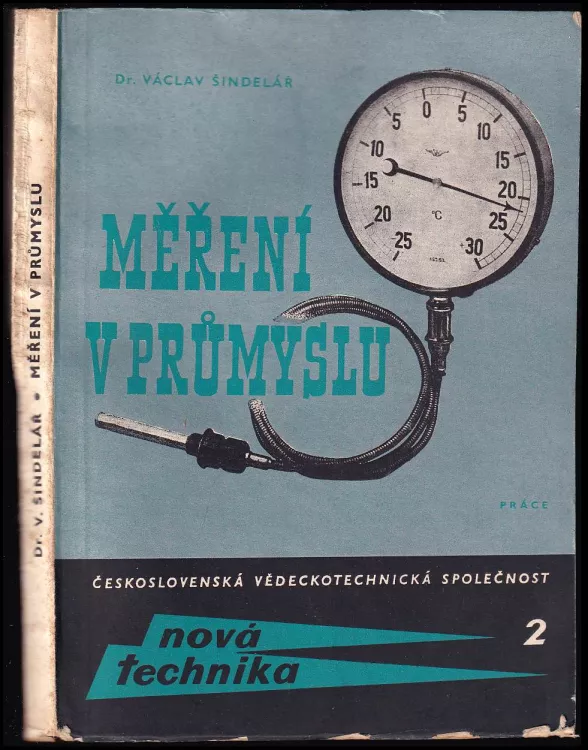 Dr. V. ŠINDELÁŘ • MĚŘENÍ V PRŮMYSLU
Dr. VÁCLAV ŠINDELÁŘ
0
5
5
10
10
15
15
20
20
25
25
30
°C
MĚŘENÍ
V PRŮMYSLU
PRÁCE
ČESKOSLOVENSKÁ VĚDECKOTECHNICKÁ SPOLEČNOST
nová
technika
2